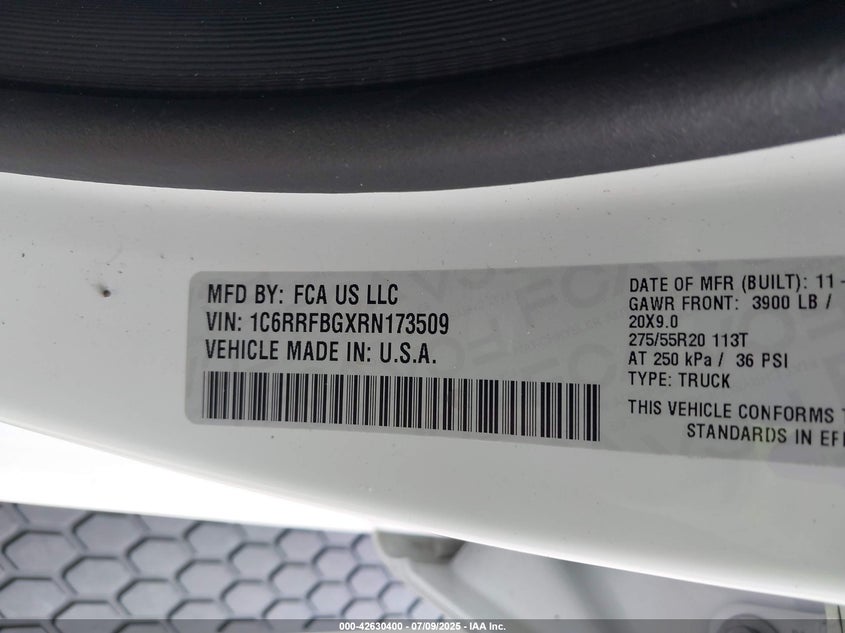 MFD BY: FCA US LLC
VIN: 1C6RRFBGXRN173509
VEHICLE MADE IN: U.S.A.
DATE OF MFR (BUILT): 11 -
GAWR FRONT: 3900 LB /
20X9.0
275/55R20 113T
AT 250 kPa / 36 PSI
TYPE: TRUCK
THIS VEHICLE CONFORMS
STANDARDS IN
000-42630400 - 07/09/2025 - IAA Inc.